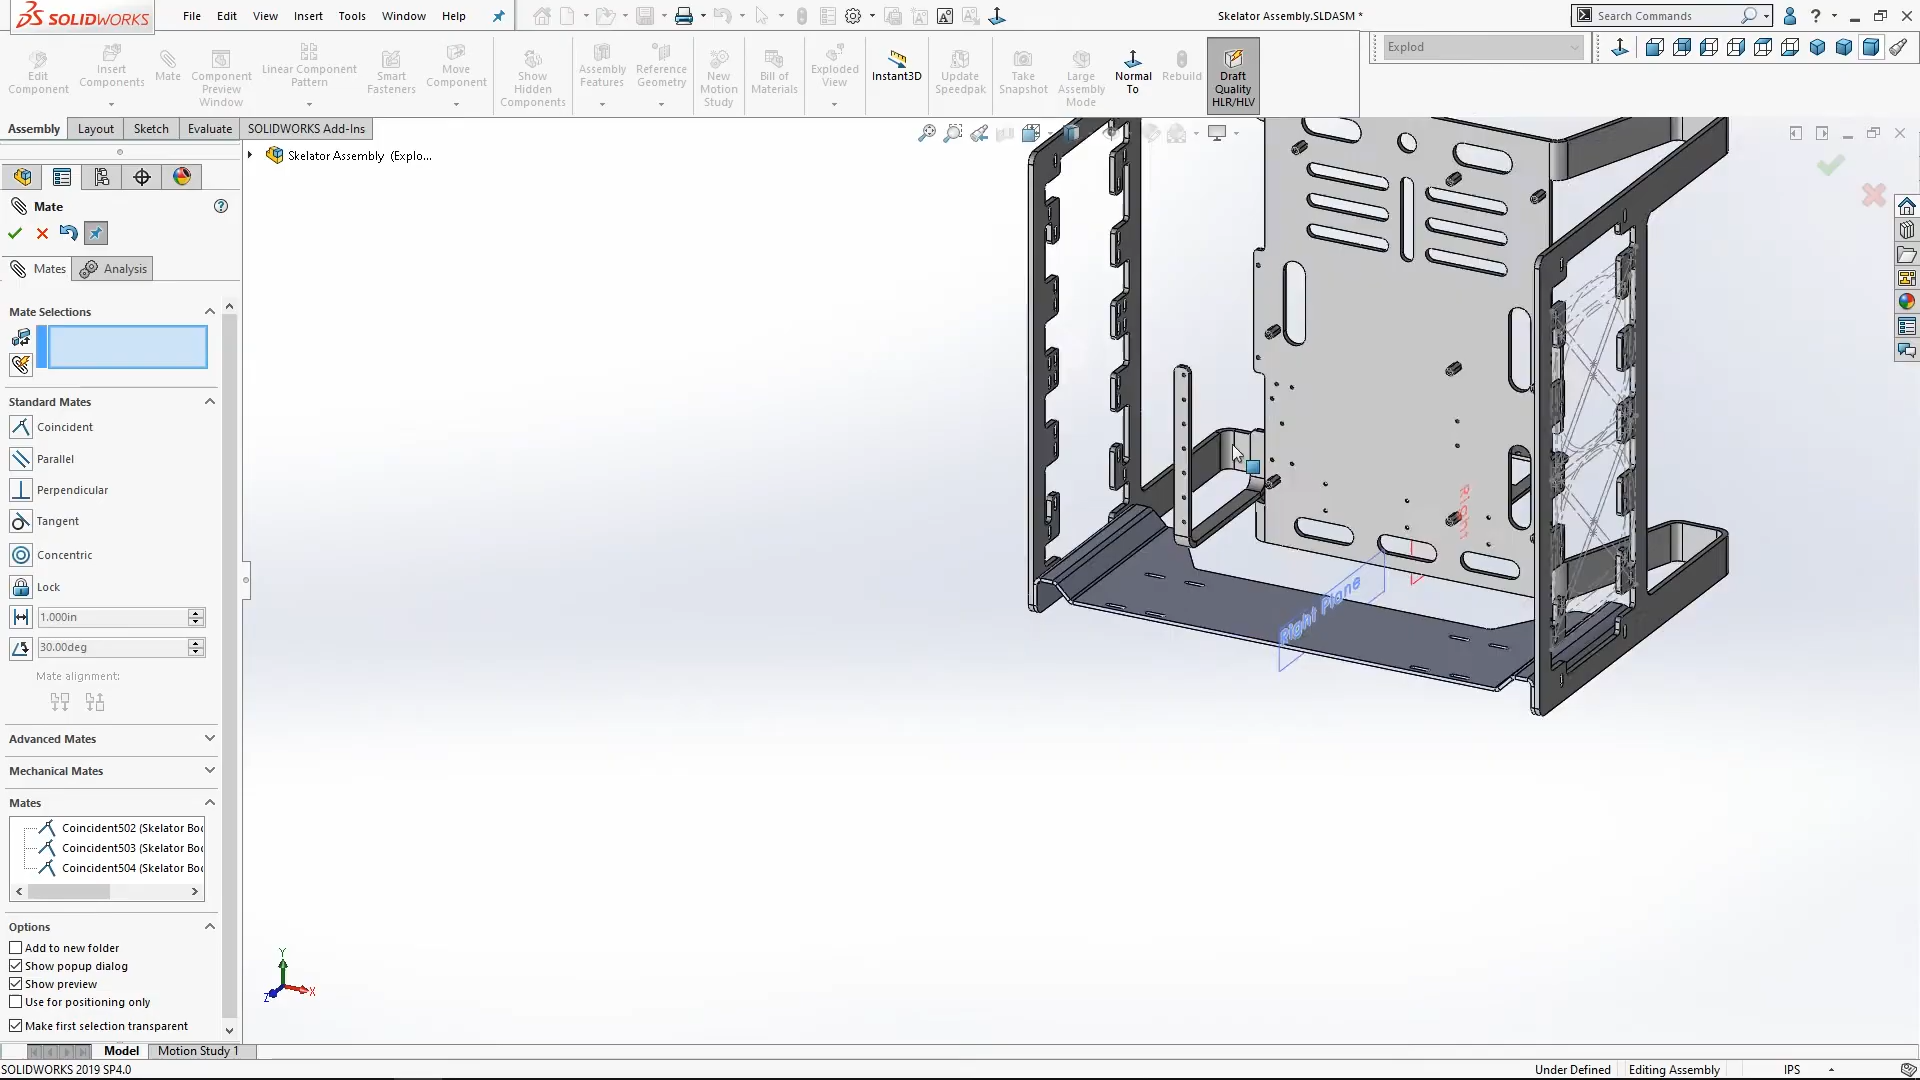 SOLIDWORKS
File Edit View Insert Tools Window Help
Skelator Assembly.SLDASM *
Search Commands
?
Edit Component
Insert Components
Mate
Component Preview Window
Linear Component Pattern
Smart Fasteners
Move Component
Show Hidden Components
Assembly Features
Reference Geometry
New Motion Study
Bill of Materials
Exploded View
Instant3D
Update Speedpak
Take Snapshot
Large Assembly Mode
Normal To
Rebuild
Draft Quality HLR/HLV
Explod
Assembly Layout Sketch Evaluate SOLIDWORKS Add-Ins
Skelator Assembly (Explo...
Mate
?
Mates Analysis
Mate Selections
Standard Mates
Coincident
Parallel
Perpendicular
Tangent
Concentric
Lock
1.000in
30.00deg
Mate alignment:
Advanced Mates
Mechanical Mates
Mates
Coincident502 (Skelator Boo
Coincident503 (Skelator Boo
Coincident504 (Skelator Boo
Options
Add to new folder
Show popup dialog
Show preview
Use for positioning only
Make first selection transparent
Right Plane
Right
Y
Z
X
Model Motion Study 1
SOLIDWORKS 2019 SP4.0
Under Defined Editing Assembly IPS